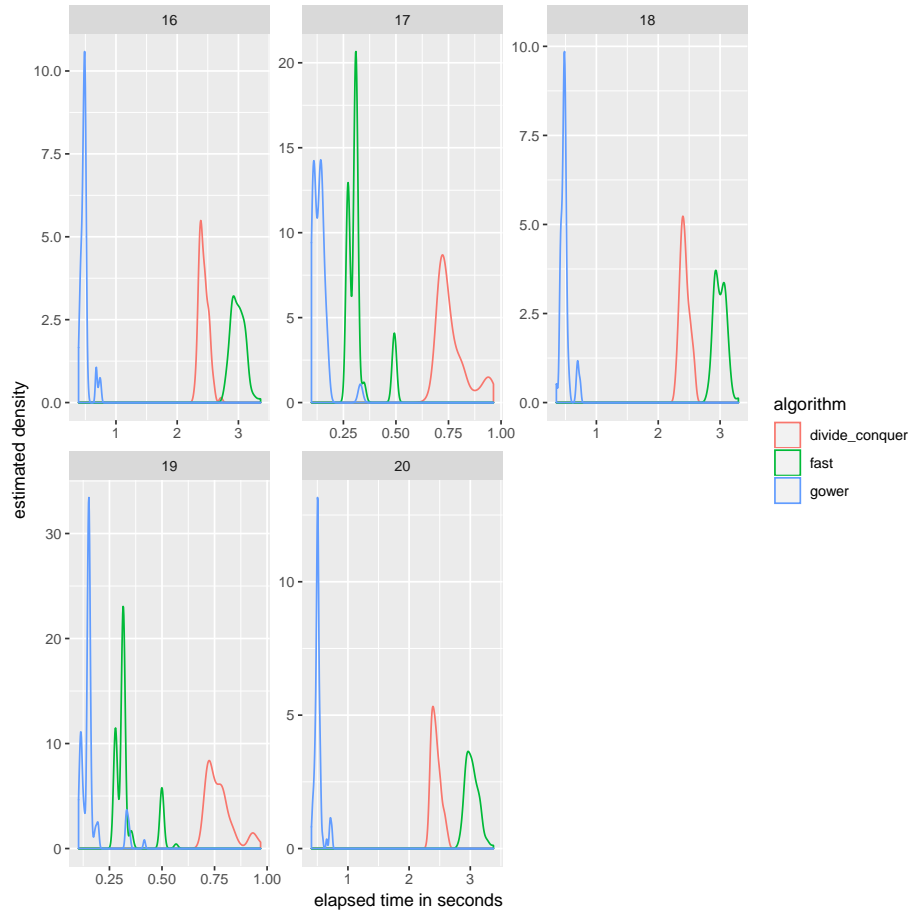 16 17 18
10.0 7.5 5.0 2.5 0.0
20 15 10 5 0
10.0 7.5 5.0 2.5 0.0
1 2 3
0.25 0.50 0.75 1.00
1 2 3
19 20
30 20 10 0
10 5 0
0.25 0.50 0.75 1.00
1 2 3
estimated density
elapsed time in seconds
algorithm
divide_conquer
fast
gower